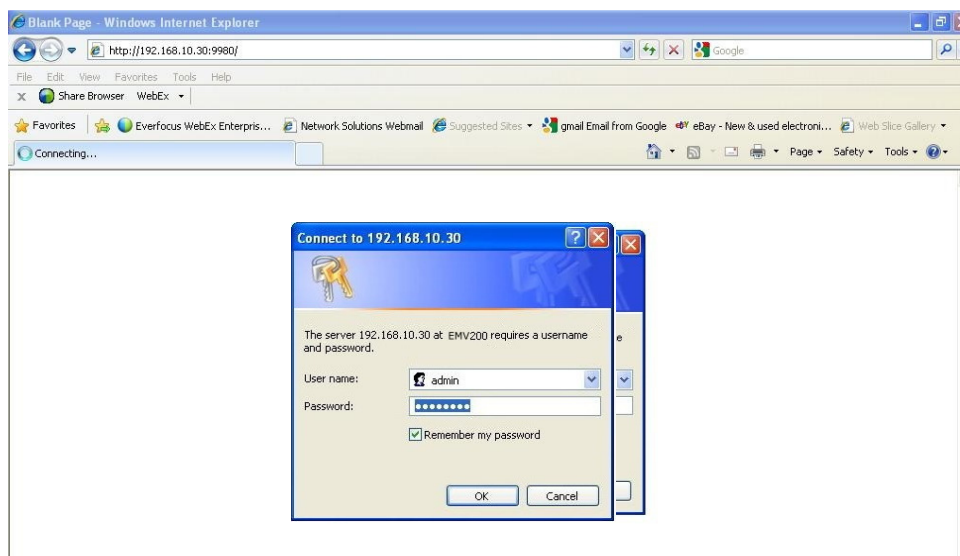 Blank Page - Windows Internet Explorer
http://192.168.10.30:9980/
Google
File Edit View Favorites Tools Help
x Share Browser WebEx
Favorites Everfocus WebEx Enterpris... Network Solutions Webmail Suggested Sites gmail Email from Google eBay - New & used electroni... Web Slice Gallery
Connecting... Page Safety Tools
Connect to 192.168.10.30
The server 192.168.10.30 at EMV200 requires a username
e
and password.
User name: admin
Password: ••••••••
Remember my password
OK Cancel